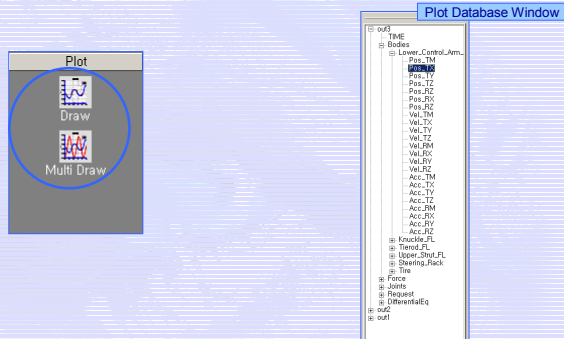 Plot Database Window
Plot
Draw
Multi Draw
out3
TIME
Bodies
Lower_Control_Arm_
Pos_TM
Pos_TX
Pos_TY
Pos_TZ
Pos_RZ
Pos_RX
Pos_RZ
Vel_TM
Vel_TX
Vel_TY
Vel_TZ
Vel_RM
Vel_RX
Vel_RY
Vel_RZ
Acc_TM
Acc_TX
Acc_TY
Acc_TZ
Acc_RM
Acc_RX
Acc_RY
Acc_RZ
Knuckle_FL
Tierod_FL
Upper_Strut_FL
Steering_Rack
Tire
Force
Joints
Request
DifferentialEq
out2
out1